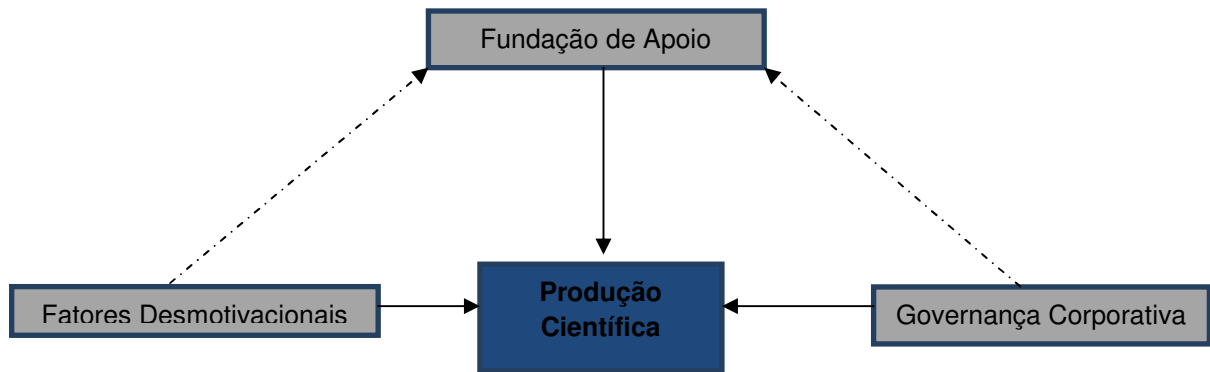 Fundação de Apoio
Produção
Científica
Fatores Desmotivacionais
Governança Corporativa